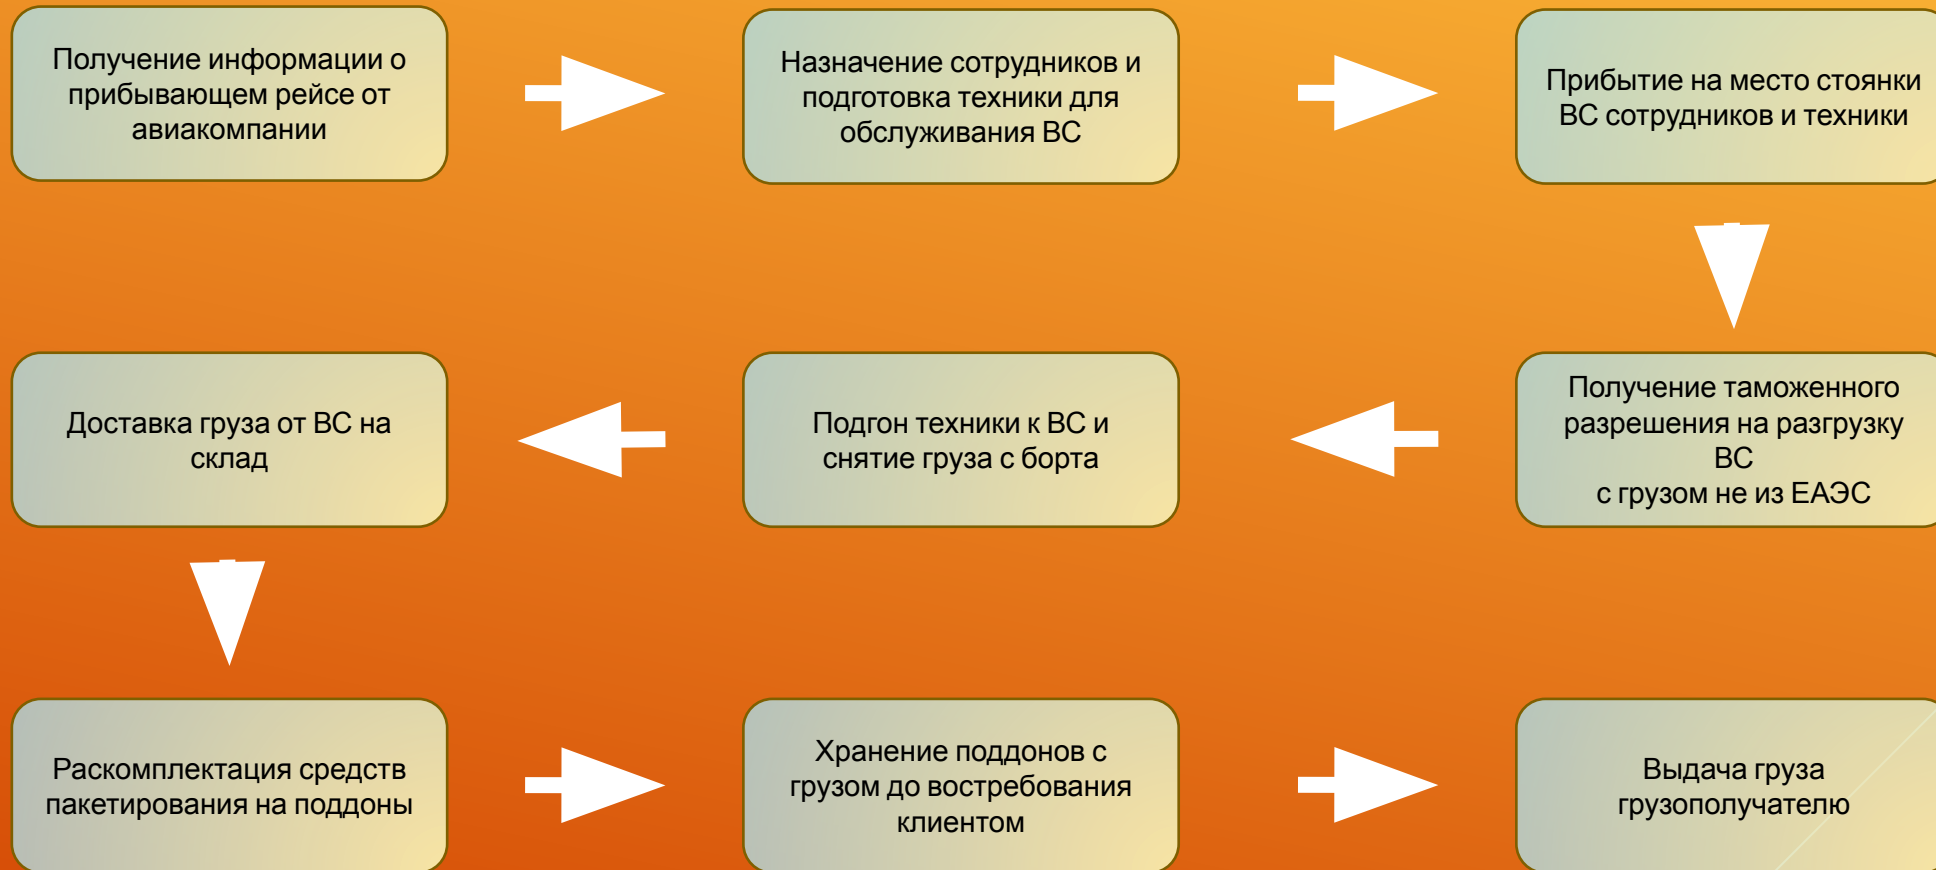 Получение информации о
прибывающем рейсе от
авиакомпании
Назначение сотрудников и
подготовка техники для
обслуживания ВС
Прибытие на место стоянки
ВС сотрудников и техники
Получение таможенного
разрешения на разгрузку
ВС
с грузом не из ЕАЭС
Подгон техники к ВС и
снятие груза с борта
Доставка груза от ВС на
склад
Раскомплектация средств
пакетирования на поддоны
Хранение поддонов с
грузом до востребования
клиентом
Выдача груза
грузополучателю